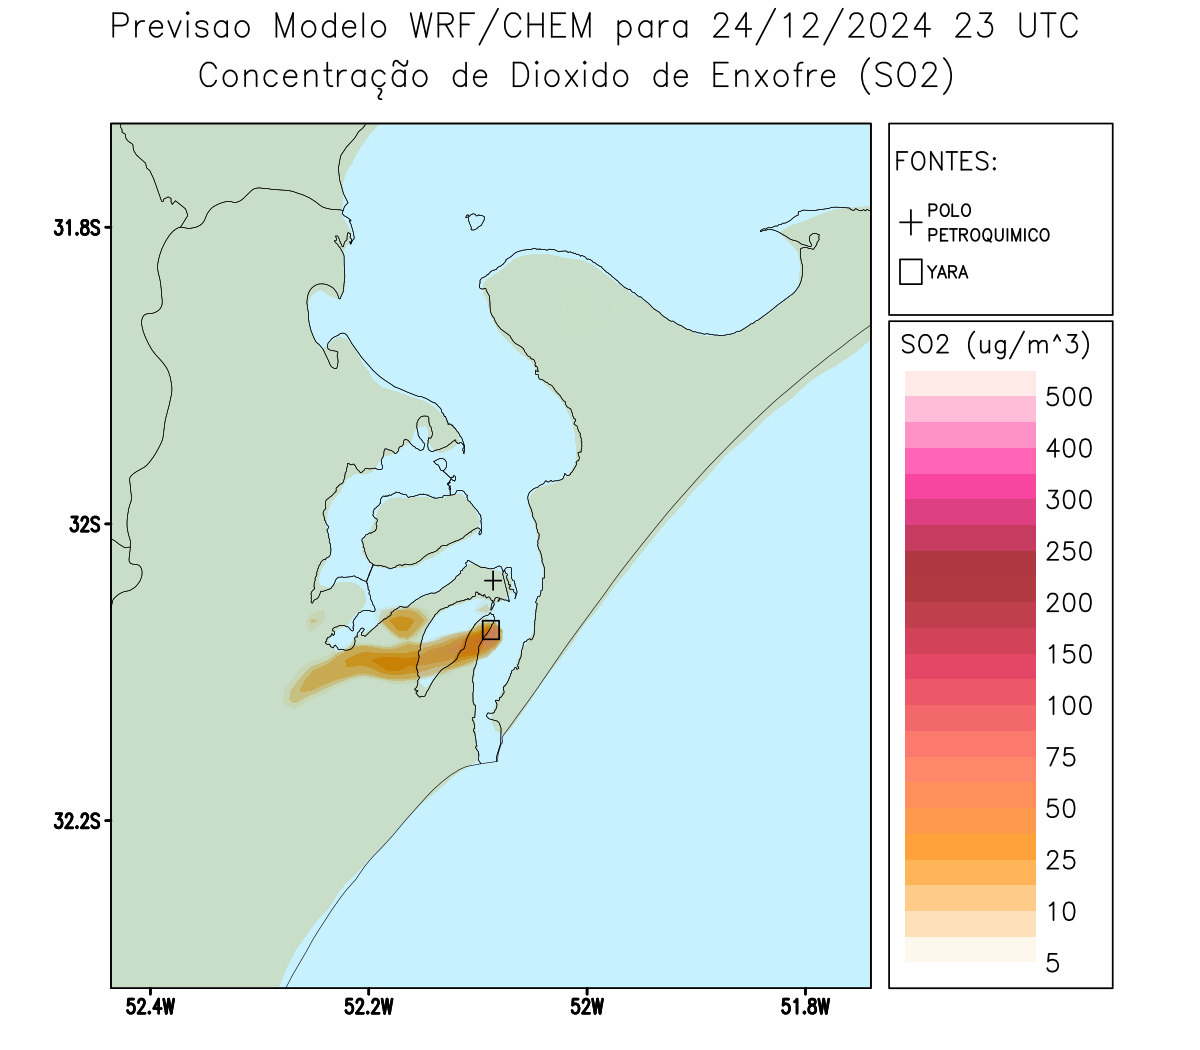 Previsao Modelo WRF/CHEM para 24/12/2024 23 UTC
Concentração de Dioxido de Enxofre (SO2)
FONTES:
POLO
PETROQUIMICO
YARA
31.8S
32S
32.2S
52.4W
52.2W
52W
51.8W
SO2 (ug/m^3)
500
400
300
250
200
150
100
75
50
25
10
5